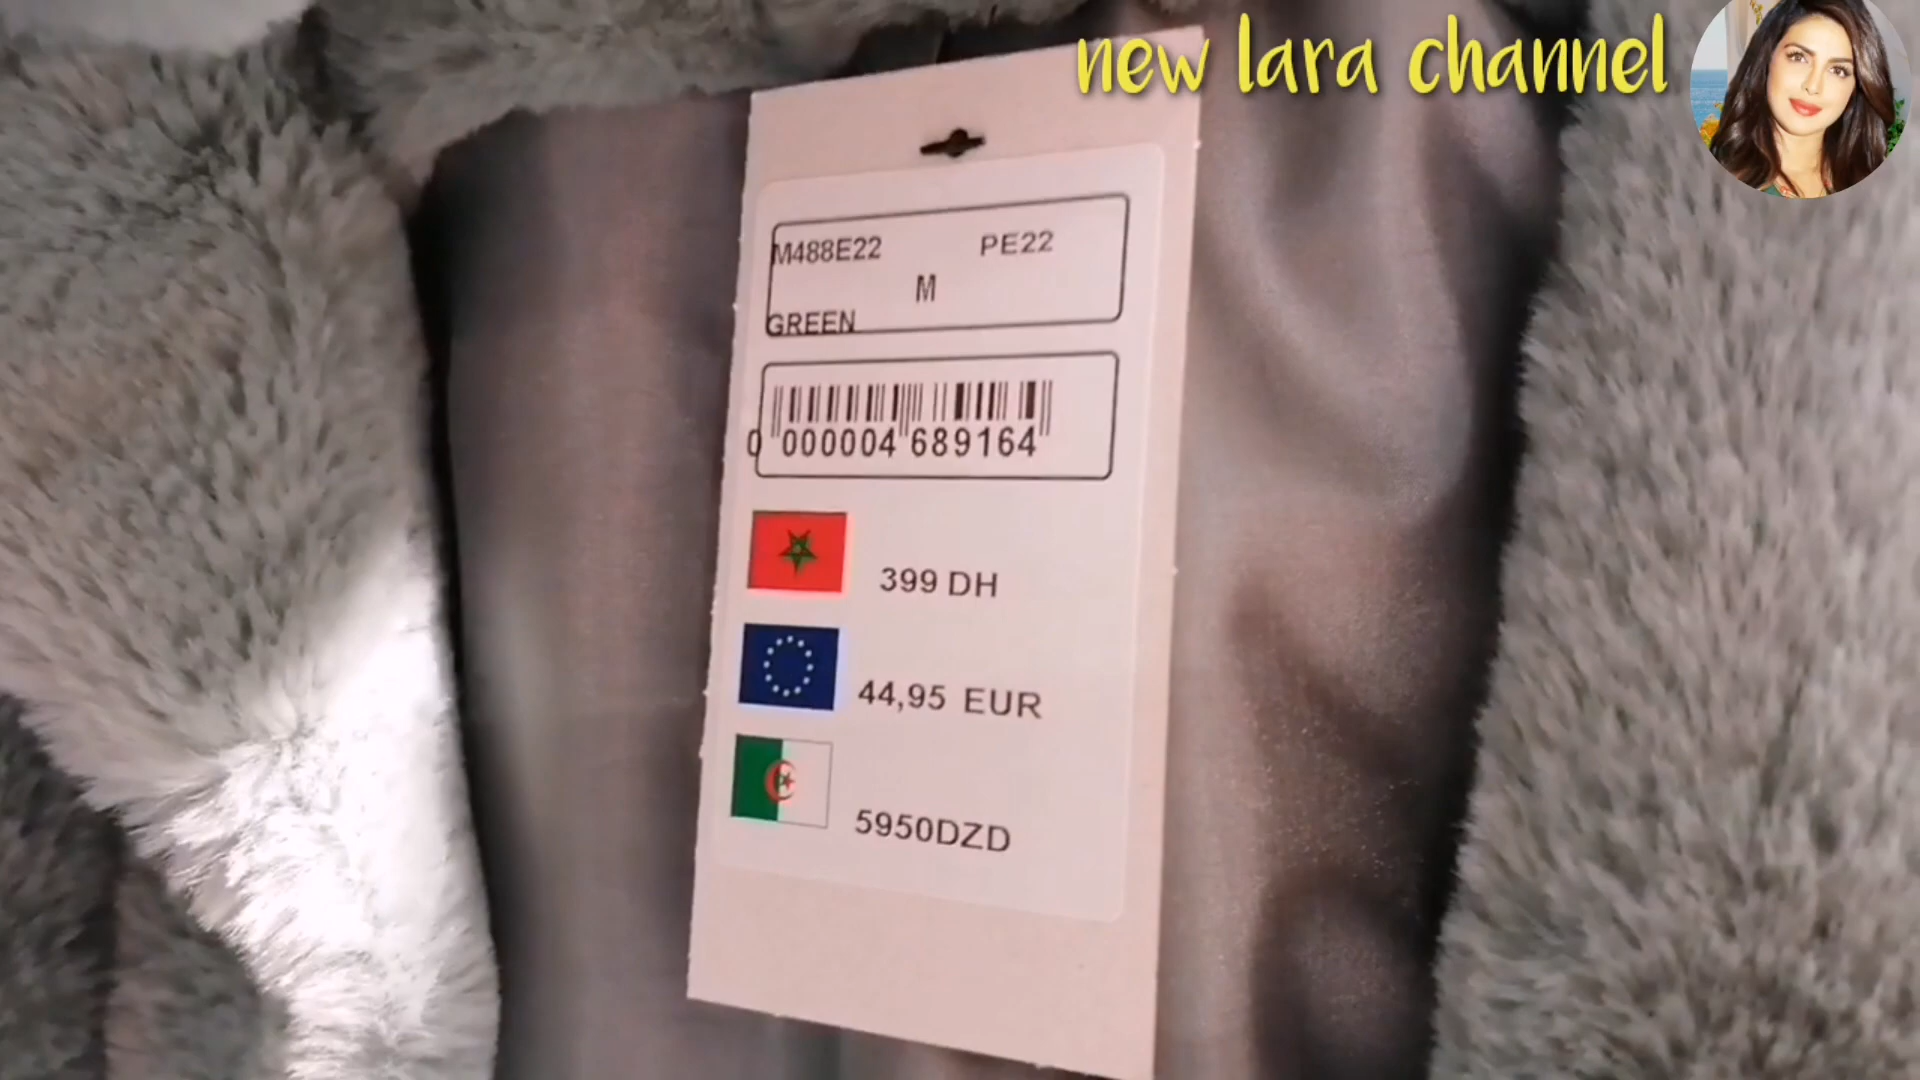 new lara channel
M488E22 PE22
M
GREEN
0 000004 689164
399 DH
44,95 EUR
5950DZD